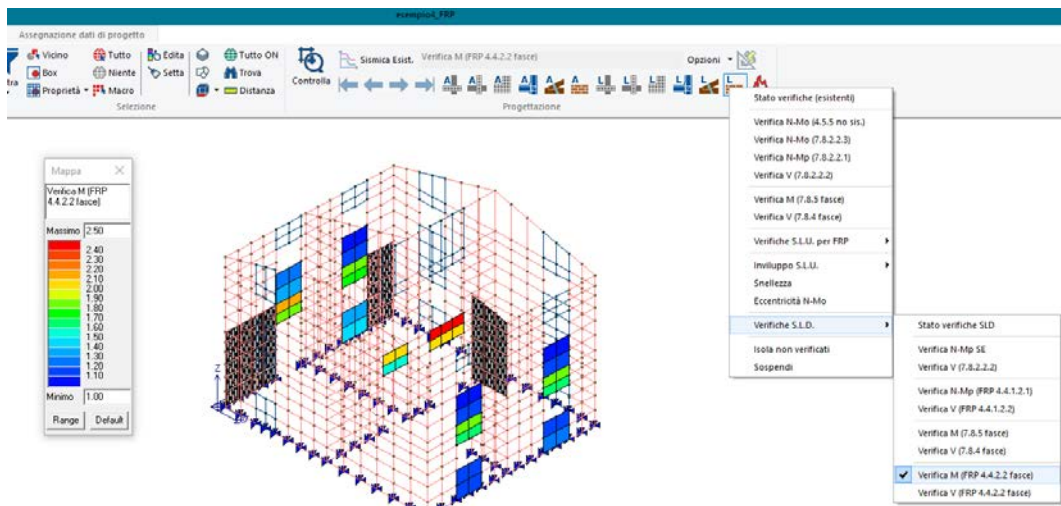 esempio4_FRP
Assegnazione dati di progetto
Vicino
Tutto
Edita
Tutto ON
Box
Niente
Setta
Trova
Proprietà
Macro
Distanza
Selezione
Controlla
Sismica Esist.
Verifica M (FRP 4.4.2.2 fasce)
Opzioni
Progettazione
Mappa
Verifica M (FRP
4.4.2.2 fasce)
Massimo 2.50
2.40
2.30
2.20
2.10
2.00
1.90
1.80
1.70
1.60
1.50
1.40
1.30
1.20
1.10
Minimo 1.00
Range
Default
Z
Stato verifiche (esistenti)
Verifica N-Mo (4.5.5 no sis.)
Verifica N-Mo (7.8.2.2.3)
Verifica N-Mp (7.8.2.2.1)
Verifica V (7.8.2.2.2)
Verifica M (7.8.5 fasce)
Verifica V (7.8.4 fasce)
Verifiche S.L.U. per FRP
Inviluppo S.L.U.
Snellezza
Eccentricità N-Mo
Verifiche S.L.D.
Isola non verificati
Sospendi
Stato verifiche SLD
Verifica N-Mp SE
Verifica V (7.8.2.2.2)
Verifica N-Mp (FRP 4.4.1.2.1)
Verifica V (FRP 4.4.1.2.2)
Verifica M (7.8.5 fasce)
Verifica V (7.8.4 fasce)
Verifica M (FRP 4.4.2.2 fasce)
Verifica V (FRP 4.4.2.2 fasce)